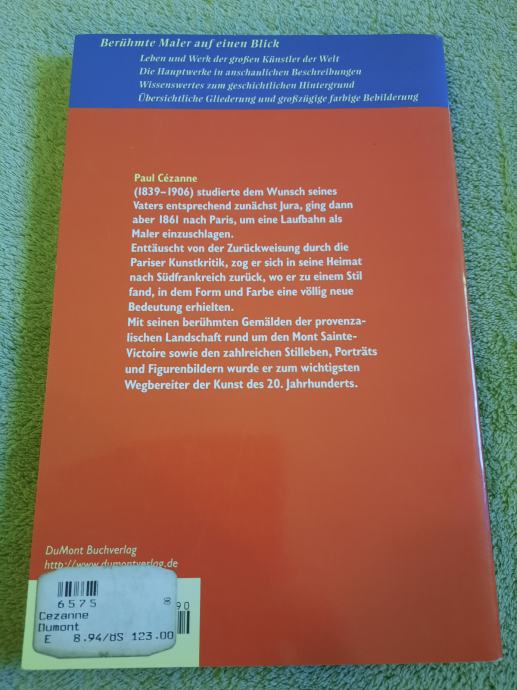 Berühmte Maler auf einen Blick
Leben und Werk der großen Künstler der Welt
Die Hauptwerke in anschaulichen Beschreibungen
Wissenswertes zum geschichtlichen Hintergrund
Übersichtliche Gliederung und großzügige farbige Bebilderung
Paul Cézanne
(1839–1906) studierte dem Wunsch seines
Vaters entsprechend zunächst Jura, ging dann
aber 1861 nach Paris, um eine Laufbahn als
Maler einzuschlagen.
Enttäuscht von der Zurückweisung durch die
Pariser Kunstkritik, zog er sich in seine Heimat
nach Südfrankreich zurück, wo er zu einem Stil
fand, in dem Form und Farbe eine völlig neue
Bedeutung erhielten.
Mit seinen berühmten Gemälden der provenza-
lischen Landschaft rund um den Mont Sainte-
Victoire sowie den zahlreichen Stilleben, Porträts
und Figurenbildern wurde er zum wichtigsten
Wegbereiter der Kunst des 20. Jahrhunderts.
DuMont Buchverlag
http://www.dumontverlag.de
6575
90
Cezanne
Dumont
E 8.94/dS 123.00